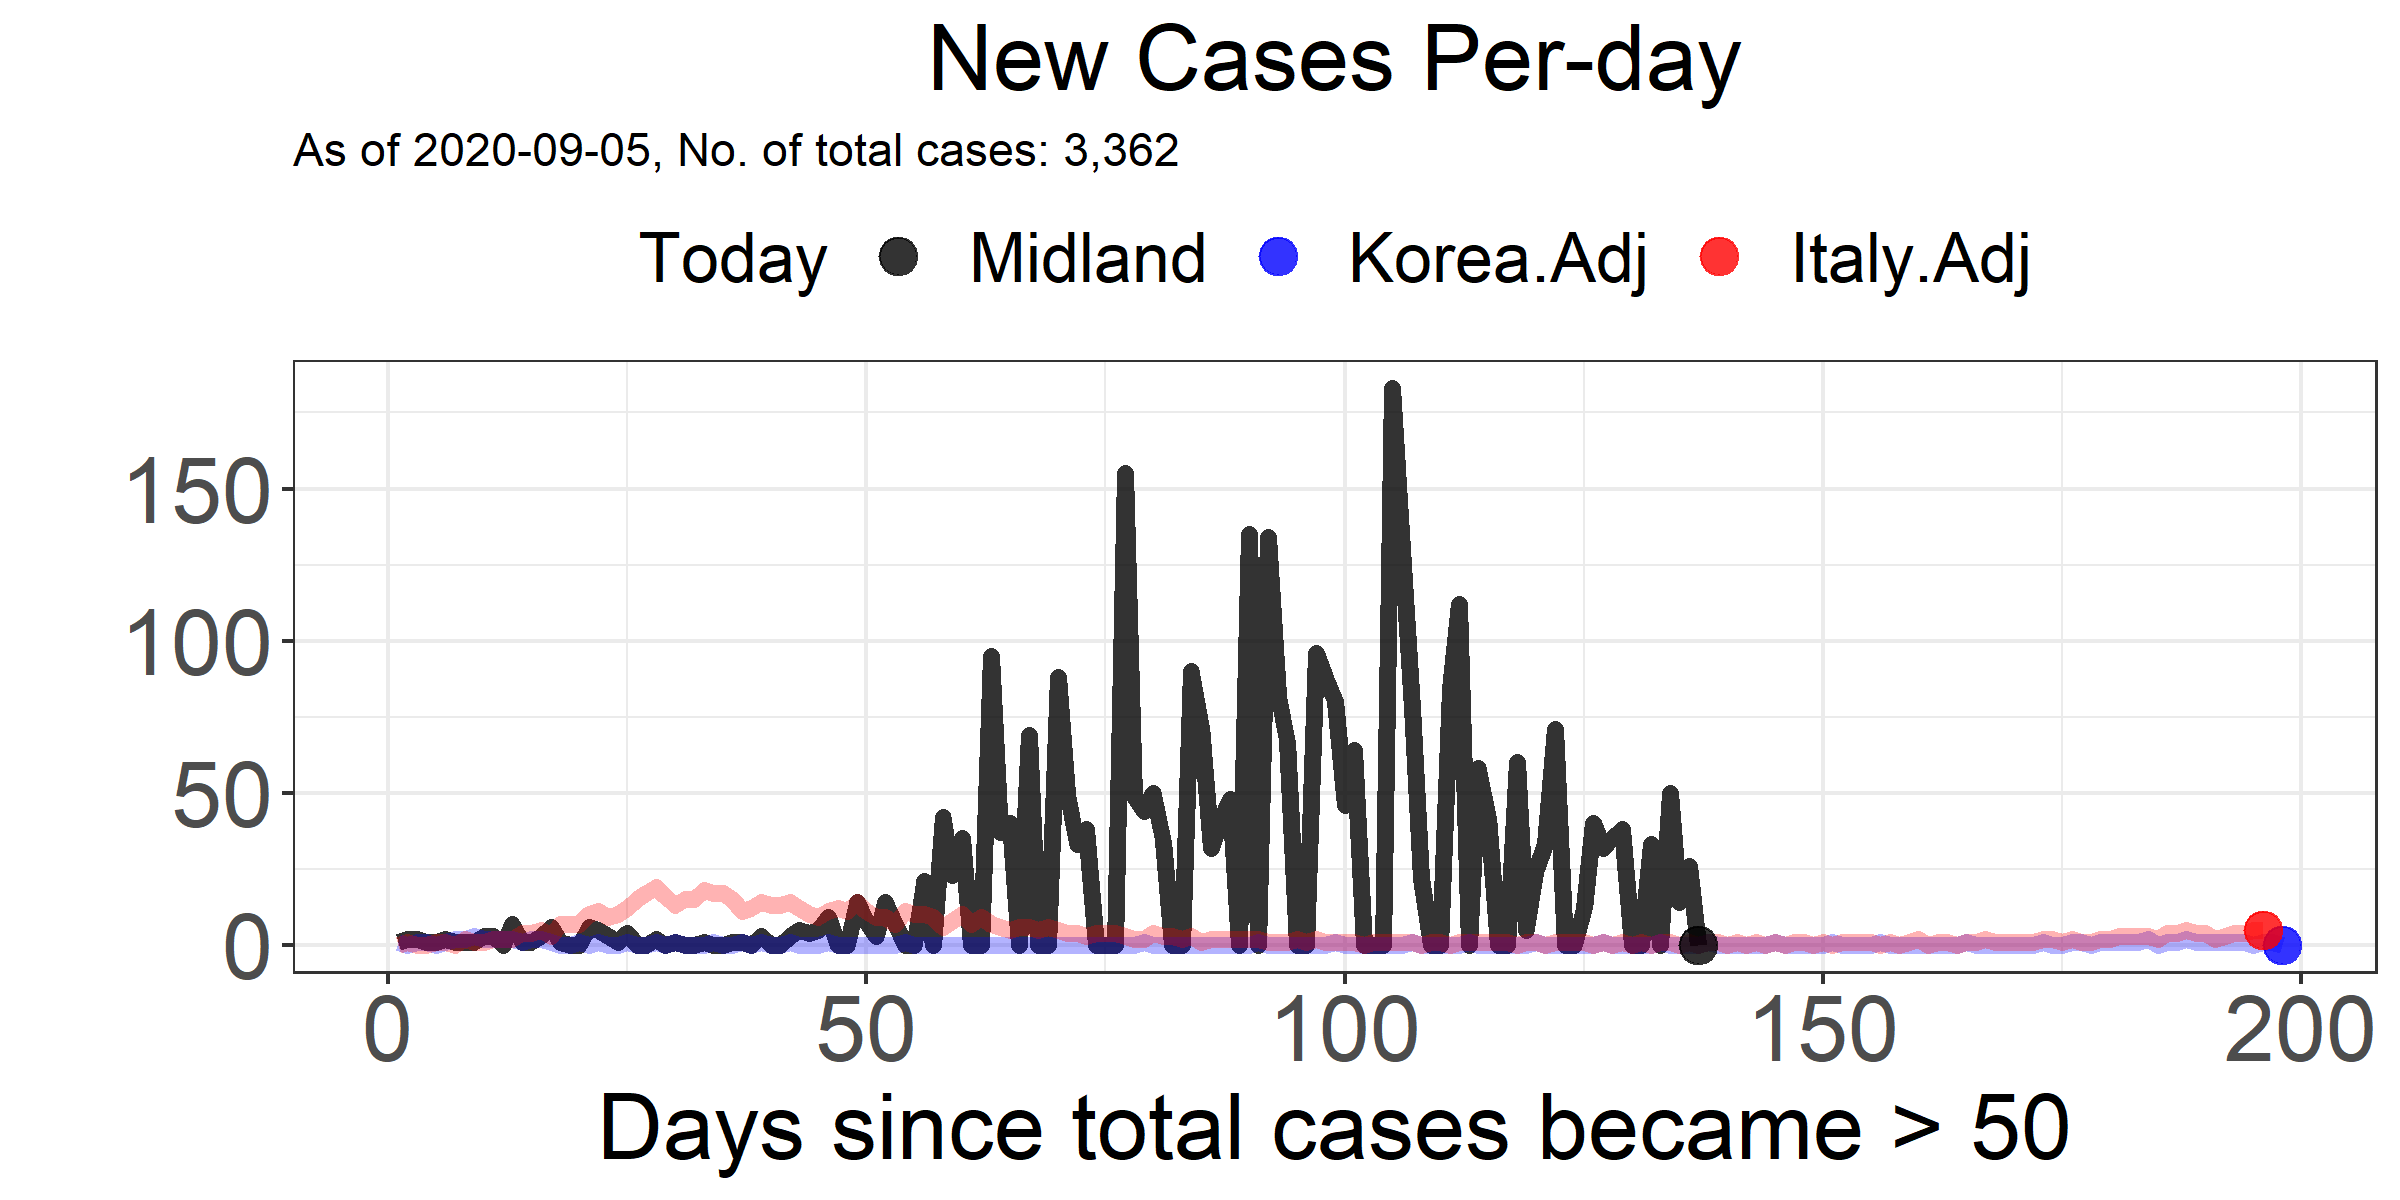 New Cases Per-day
As of 2020-09-05, No. of total cases: 3,362
Today Midland Korea.Adj Italy.Adj
150
100
50
0
0 50 100 150 200
Days since total cases became > 50